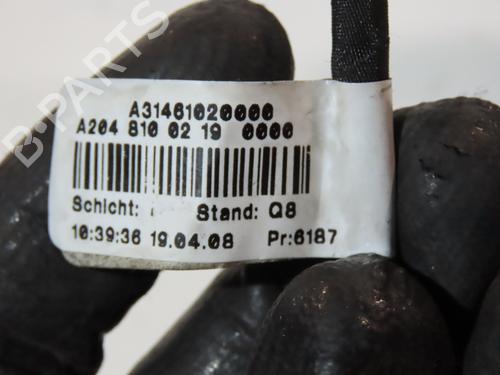 B-PARTS
A31461020000
A204 810 02 19 0000
Schicht: Stand: Q8
10:39:36 19.04.08 Pr:6187